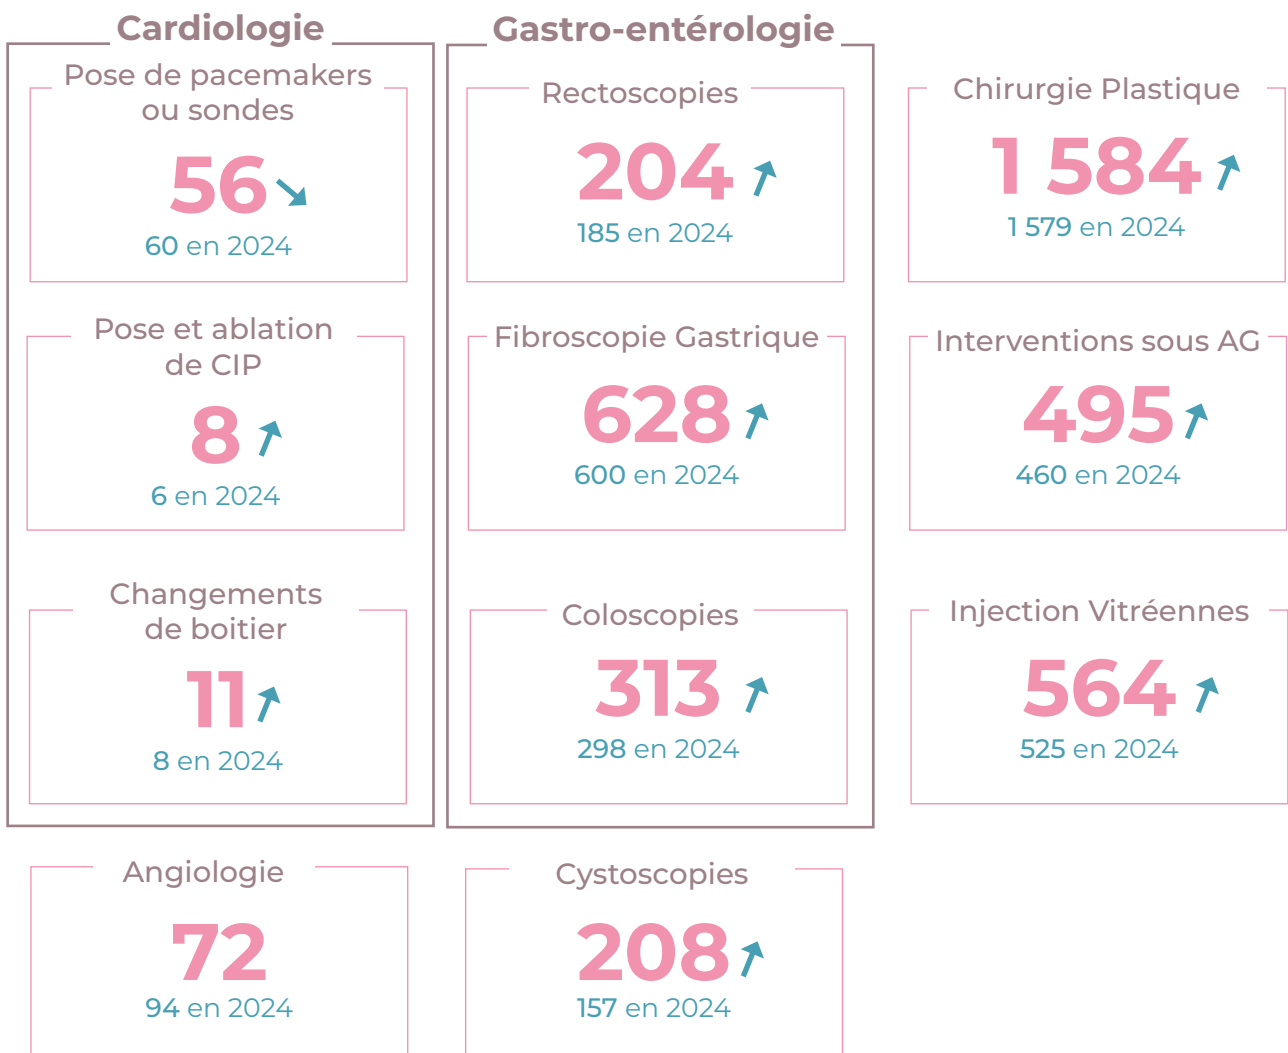 Cardiologie
Pose de pacemakers
ou sondes
56
60 en 2024
Pose et ablation
de CIP
8
6 en 2024
Changements
de boitier
11
8 en 2024
Gastro-entérologie
Rectoscopies
204
185 en 2024
Fibroscopie Gastrique
628
600 en 2024
Coloscopies
313
298 en 2024
Chirurgie Plastique
1 584
1 579 en 2024
Interventions sous AG
495
460 en 2024
Injection Vitréennes
564
525 en 2024
Angiologie
72
94 en 2024
Cystoscopies
208
157 en 2024